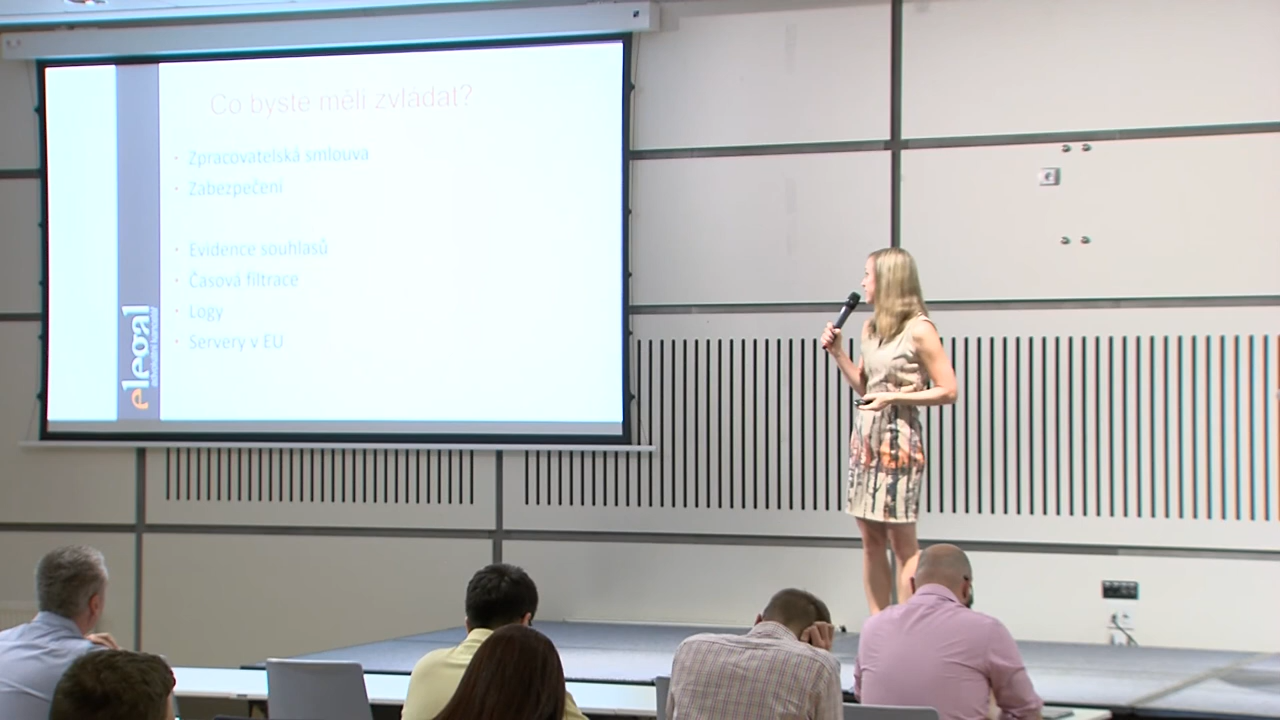 Co byste měli zvládat?
Zpracovatelská smlouva
Zabezpečení
Evidence souhlasů
Časová filtrace
Logy
Servery v EU
elegal